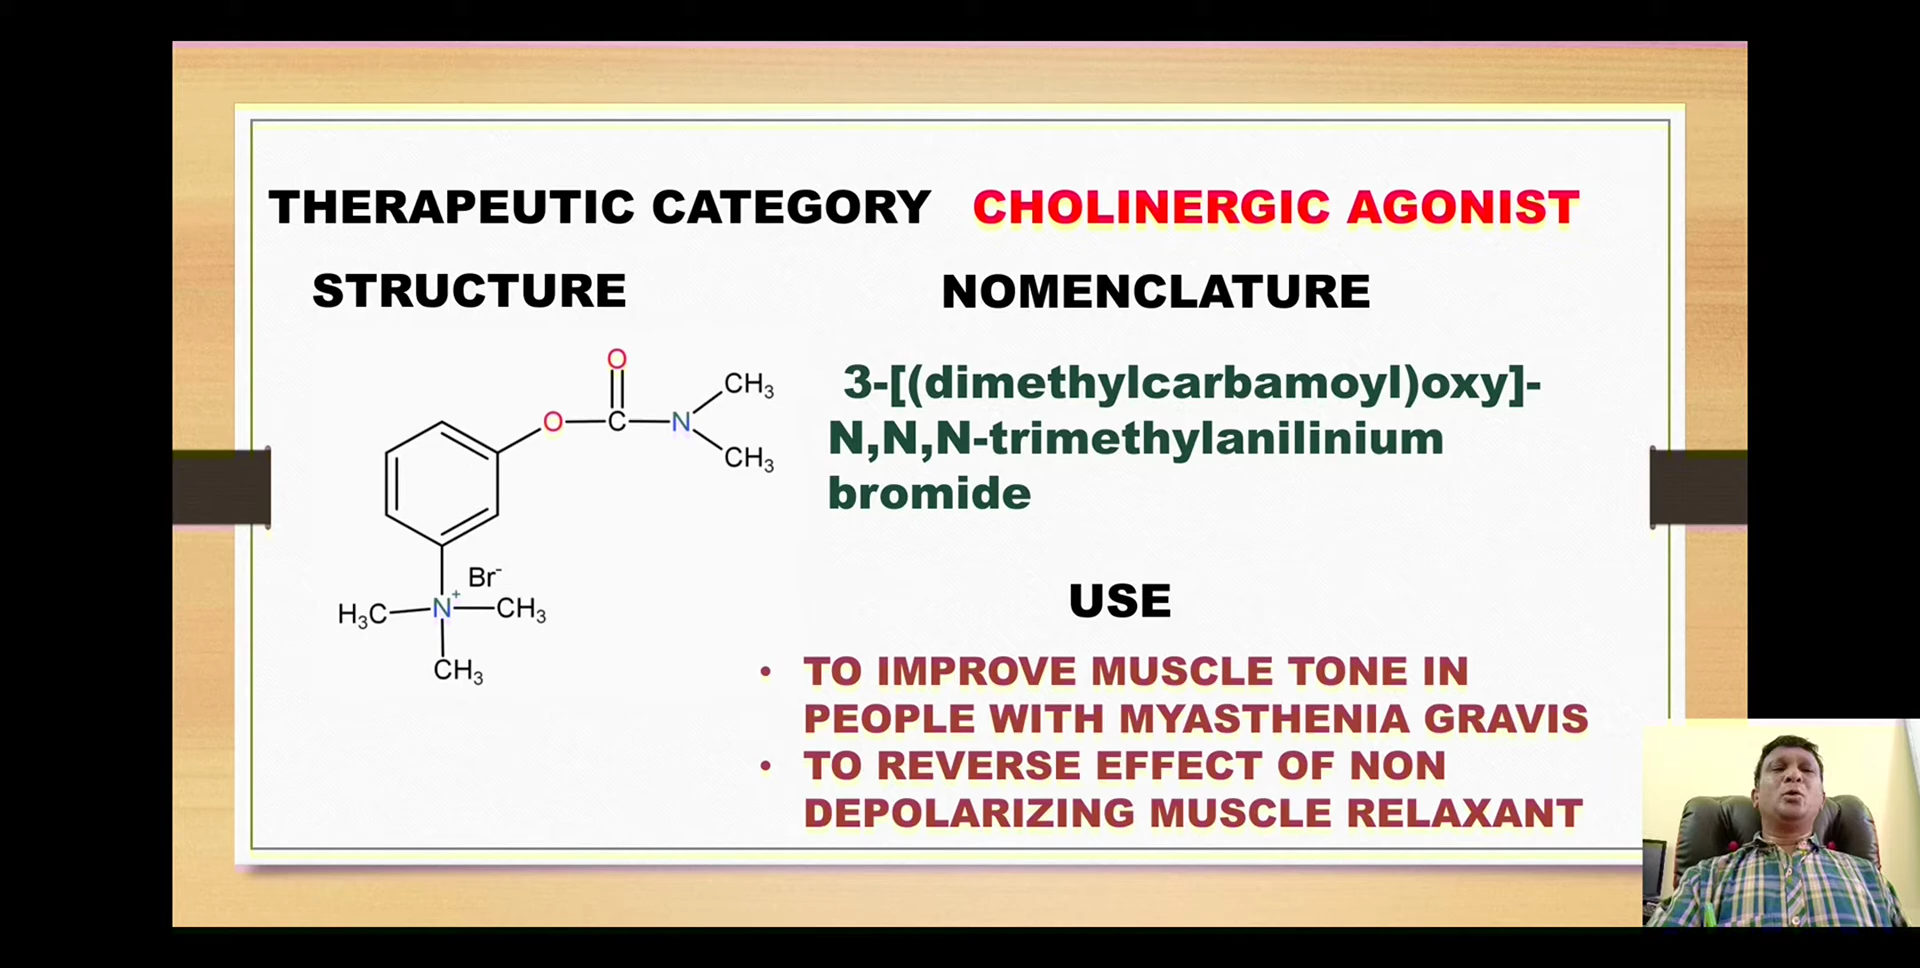 THERAPEUTIC CATEGORY CHOLINERGIC AGONIST
STRUCTURE
NOMENCLATURE
O
O C N CH₃
CH₃
Br⁻
H₃C N⁺ CH₃
CH₃
3-[(dimethylcarbamoyl)oxy]-
N,N,N-trimethylanilinium
bromide
USE
• TO IMPROVE MUSCLE TONE IN
PEOPLE WITH MYASTHENIA GRAVIS
• TO REVERSE EFFECT OF NON
DEPOLARIZING MUSCLE RELAXANT